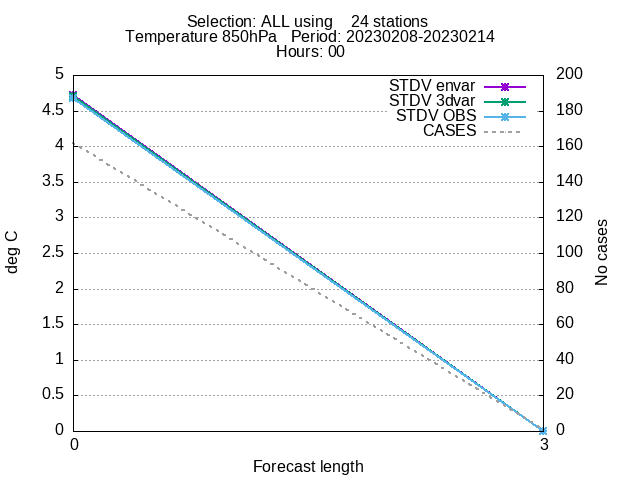 Selection: ALL using    24 stations
Temperature 850hPa   Period: 20230208-20230214
Hours: 00
STDV envar
STDV 3dvar
STDV OBS
CASES
5
4.5
4
3.5
3
2.5
2
1.5
1
0.5
0
deg C
200
180
160
140
120
100
80
60
40
20
0
No cases
0 3
Forecast length